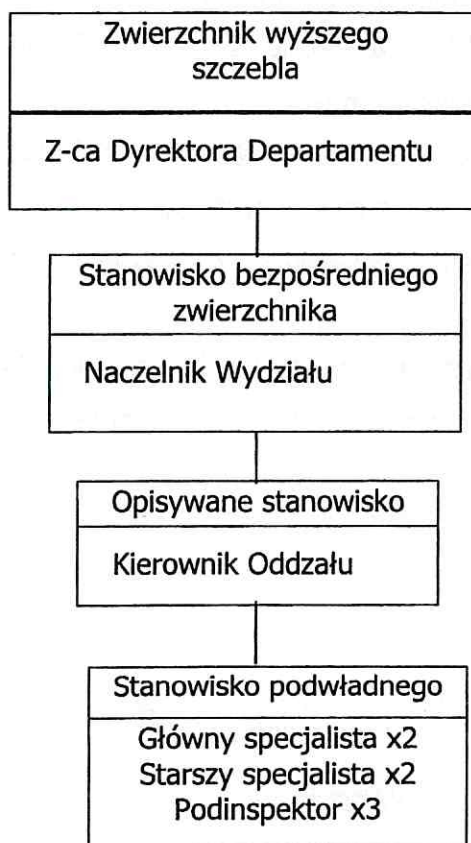 Zwierzchnik wyższego
szczebla
Z-ca Dyrektora Departamentu
Stanowisko bezpośredniego
zwierzchnika
Naczelnik Wydziału
Opisywane stanowisko
Kierownik Oddzału
Stanowisko podwładnego
Główny specjalista x2
Starszy specjalista x2
Podinspektor x3